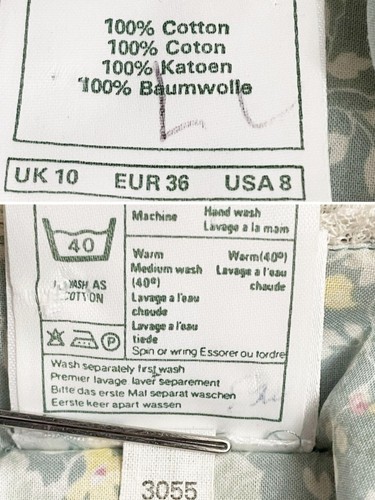 100% Cotton
100% Coton
100% Katoen
100% Baumwolle
UK 10 EUR 36 USA 8
40
WASH AS
COTTON
Machine Hand wash
Lavage a la main
Warm Warm(40º)
Medium wash Lavage a l'eau
(40º) chaude
Lavage a l'eau
chaude
Lavage a l'eau
tiede
Spin or wring Essorer ou tordre
P
Wash separately first wash
Premier lavage laver separement
Bitte das erste Mal separat waschen
Eerste keer apart wassen
3055